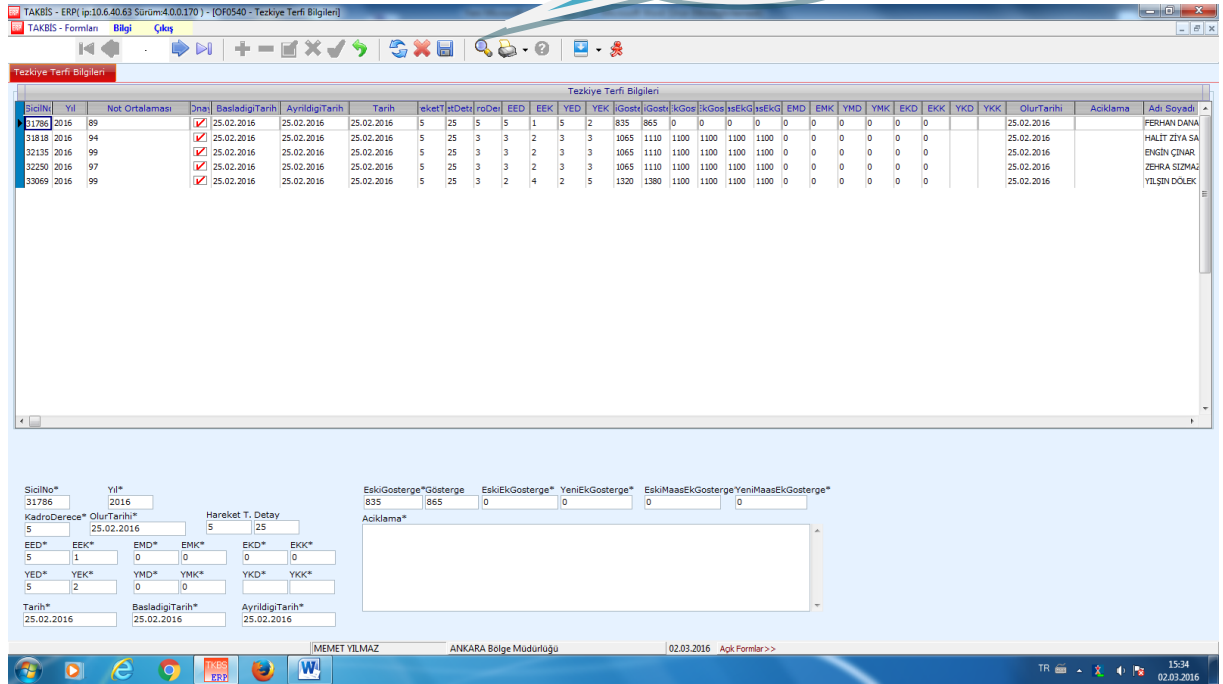 TAKBİS - ERP( ip:10.6.40.63 Sürüm:4.0.0.170 ) - [OF0540 - Tezkiye Terfi Bilgileri]
TAKBİS - Formları Bilgi Çıkış
Tezkiye Terfi Bilgileri
Tezkiye Terfi Bilgileri
SicilNo Yıl Not Ortalaması Onay BasladigiTarih AyrildigiTarih Tarih eketT stDeta roDer EED EEK YED YEK iGoste iGoste kGos kGos asEkG asEkG EMD EMK YMD YMK EKD EKK YKD YKK OlurTarihi Aciklama Adı Soyadı
31786 2016 89 25.02.2016 25.02.2016 25.02.2016 5 25 5 5 1 5 2 835 865 0 0 0 0 0 0 0 0 0 0 25.02.2016 FERHAN DANA
31818 2016 94 25.02.2016 25.02.2016 25.02.2016 5 25 3 3 2 3 3 1065 1110 1100 1100 1100 1100 0 0 0 0 0 0 25.02.2016 HALİT ZİYA SA
32135 2016 99 25.02.2016 25.02.2016 25.02.2016 5 25 3 3 2 3 3 1065 1110 1100 1100 1100 1100 0 0 0 0 0 0 25.02.2016 ENGİN ÇINAR
32250 2016 97 25.02.2016 25.02.2016 25.02.2016 5 25 3 3 2 3 3 1065 1110 1100 1100 1100 1100 0 0 0 0 0 0 25.02.2016 ZEHRA SIZMAZ
33069 2016 99 25.02.2016 25.02.2016 25.02.2016 5 25 3 2 4 2 5 1320 1380 1100 1100 1100 1100 0 0 0 0 0 0 25.02.2016 YILŞIN DÖLEK
SicilNo* Yıl* EskiGosterge* Gösterge EskiEkGosterge* YeniEkGosterge* EskiMaasEkGosterge YeniMaasEkGosterge*
31786 2016 835 865 0 0 0 0
KadroDerece* OlurTarihi* Hareket T. Detay Aciklama*
5 25.02.2016 5 25
EED* EEK* EMD* EMK* EKD* EKK*
5 1 0 0 0 0
YED* YEK* YMD* YMK* YKD* YKK*
5 2 0 0
Tarih* BasladigiTarih* AyrildigiTarih*
25.02.2016 25.02.2016 25.02.2016
MEMET YILMAZ ANKARA Bölge Müdürlüğü 02.03.2016 Açık Formlar>>
TKBS ERP W TR 15:34
02.03.2016